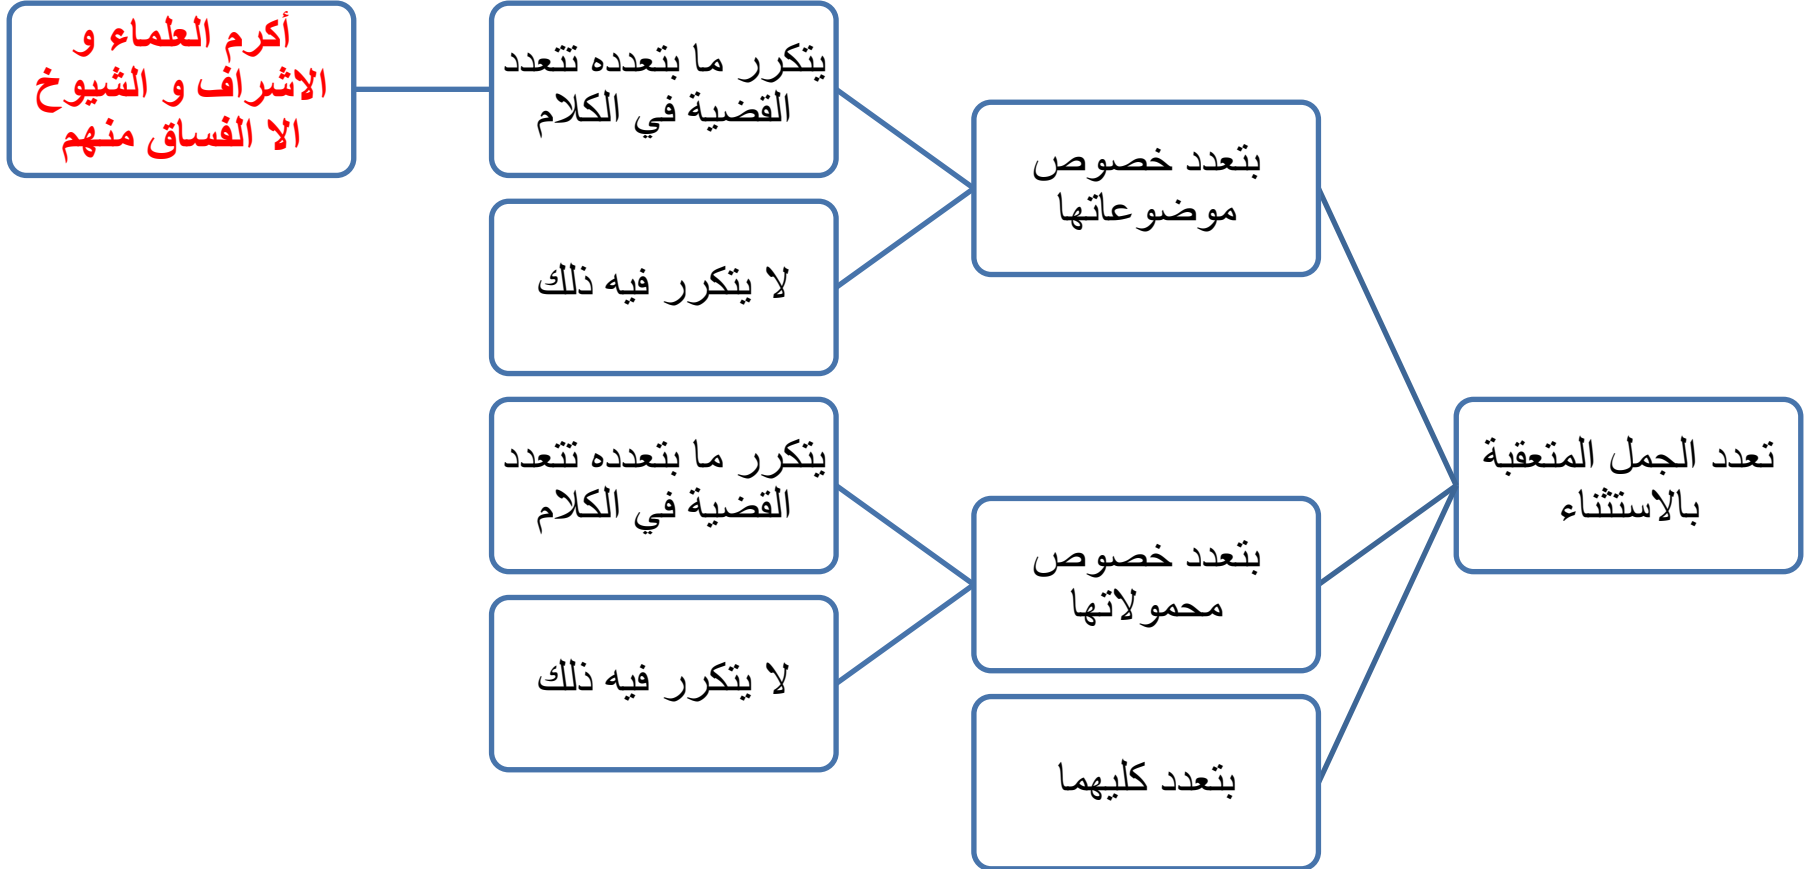 تعدد الجمل المتعقبة
بالاستثناء
بتعدد خصوص
موضوعاتها
يتكرر ما بتعدده تتعدد
القضية في الكلام
أكرم العلماء و
الاشراف و الشيوخ
الا الفساق منهم
لا يتكرر فيه ذلك
بتعدد خصوص
محمولاتها
يتكرر ما بتعدده تتعدد
القضية في الكلام
لا يتكرر فيه ذلك
بتعدد كليهما